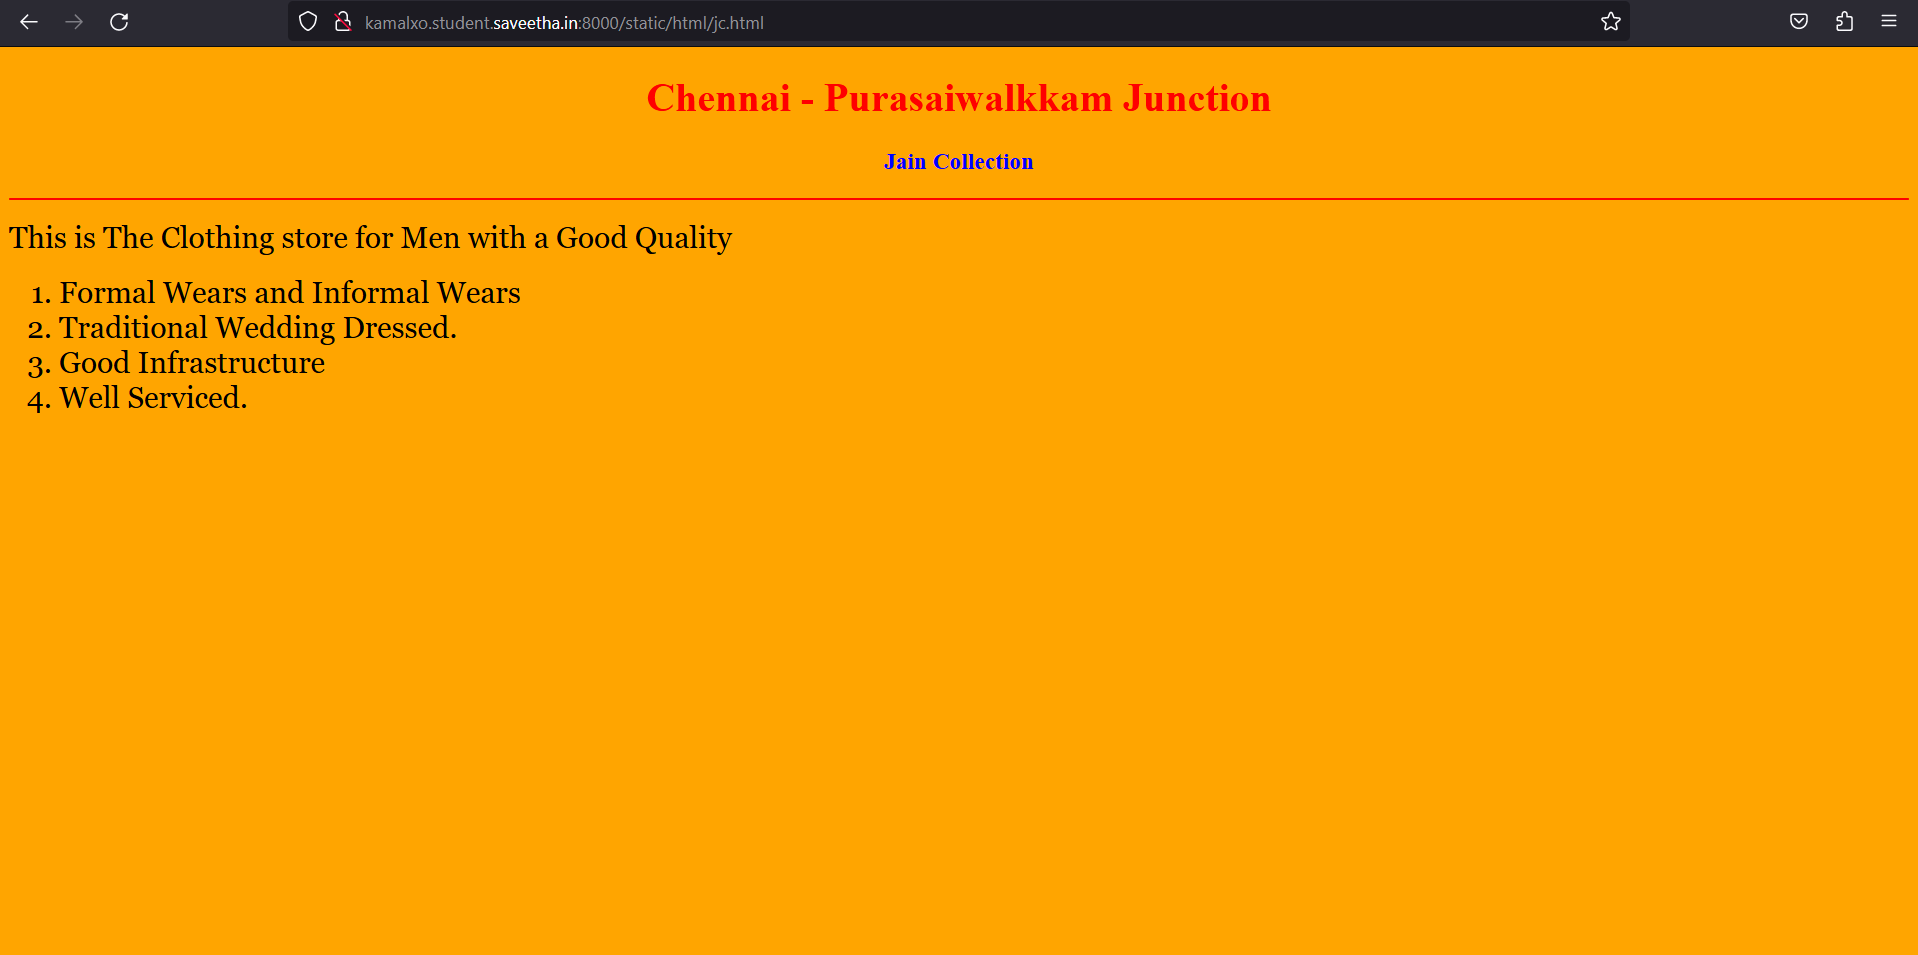 kamalxo.student.saveetha.in:8000/static/html/jc.html
Chennai - Purasaiwalkkam Junction
Jain Collection
This is The Clothing store for Men with a Good Quality
1. Formal Wears and Informal Wears
2. Traditional Wedding Dressed.
3. Good Infrastructure
4. Well Serviced.